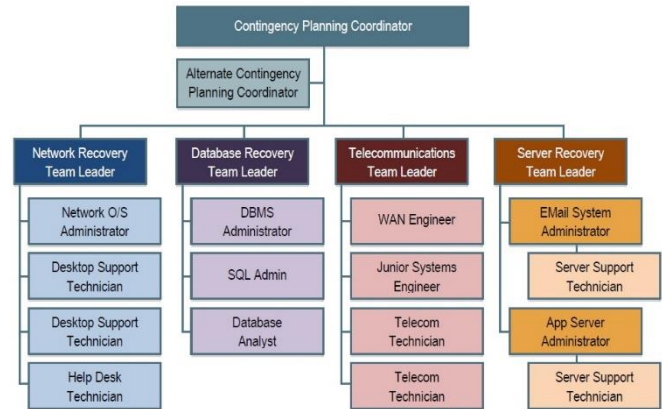 Contingency Planning Coordinator
Alternate Contingency
Planning Coordinator
Network Recovery
Team Leader
Network O/S
Administrator
Desktop Support
Technician
Desktop Support
Technician
Help Desk
Technician
Database Recovery
Team Leader
DBMS
Administrator
SQL Admin
Database
Analyst
Telecommunications
Team Leader
WAN Engineer
Junior Systems
Engineer
Telecom
Technician
Telecom
Technician
Server Recovery
Team Leader
EMail System
Administrator
Server Support
Technician
App Server
Administrator
Server Support
Technician